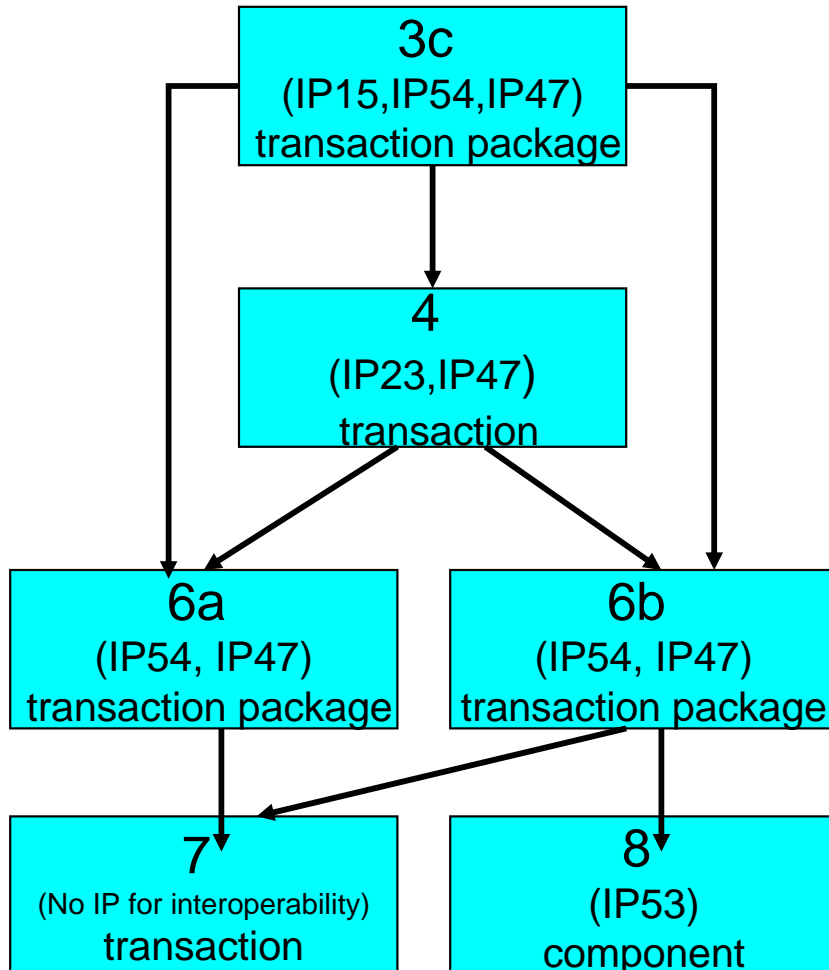 3c
(IP15,IP54,IP47)
transaction package
4
(IP23,IP47)
transaction
6a
(IP54, IP47)
transaction package
6b
(IP54, IP47)
transaction package
7
(No IP for interoperability)
transaction
8
(IP53)
component